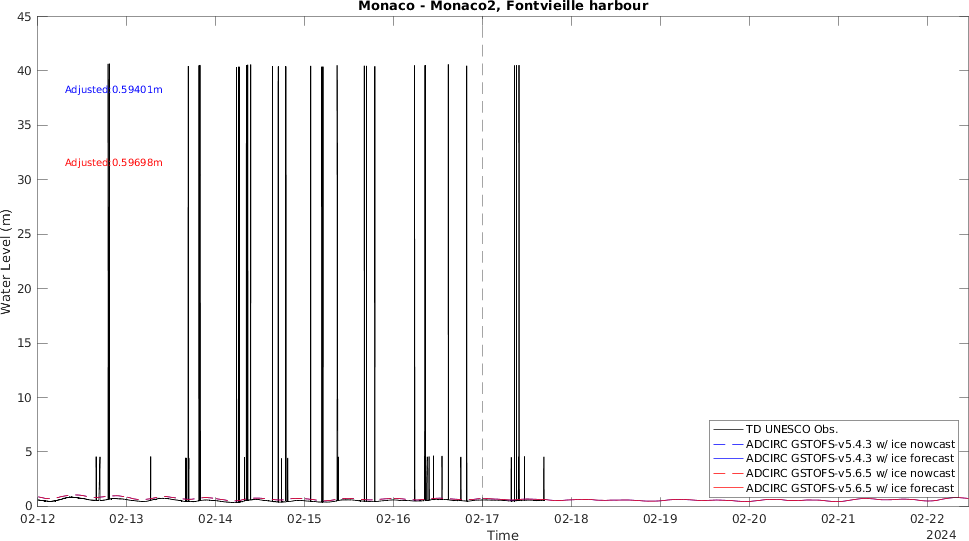 Monaco - Monaco2, Fontvieille harbour
45
40
35
30
25
20
15
10
5
0
Water Level (m)
Adjusted 0.59401m
Adjusted 0.59698m
TD UNESCO Obs.
ADCIRC GSTOFS-v5.4.3 w/ ice nowcast
ADCIRC GSTOFS-v5.4.3 w/ ice forecast
ADCIRC GSTOFS-v5.6.5 w/ ice nowcast
ADCIRC GSTOFS-v5.6.5 w/ ice forecast
02-12 02-13 02-14 02-15 02-16 02-17 02-18 02-19 02-20 02-21 02-22
Time
2024